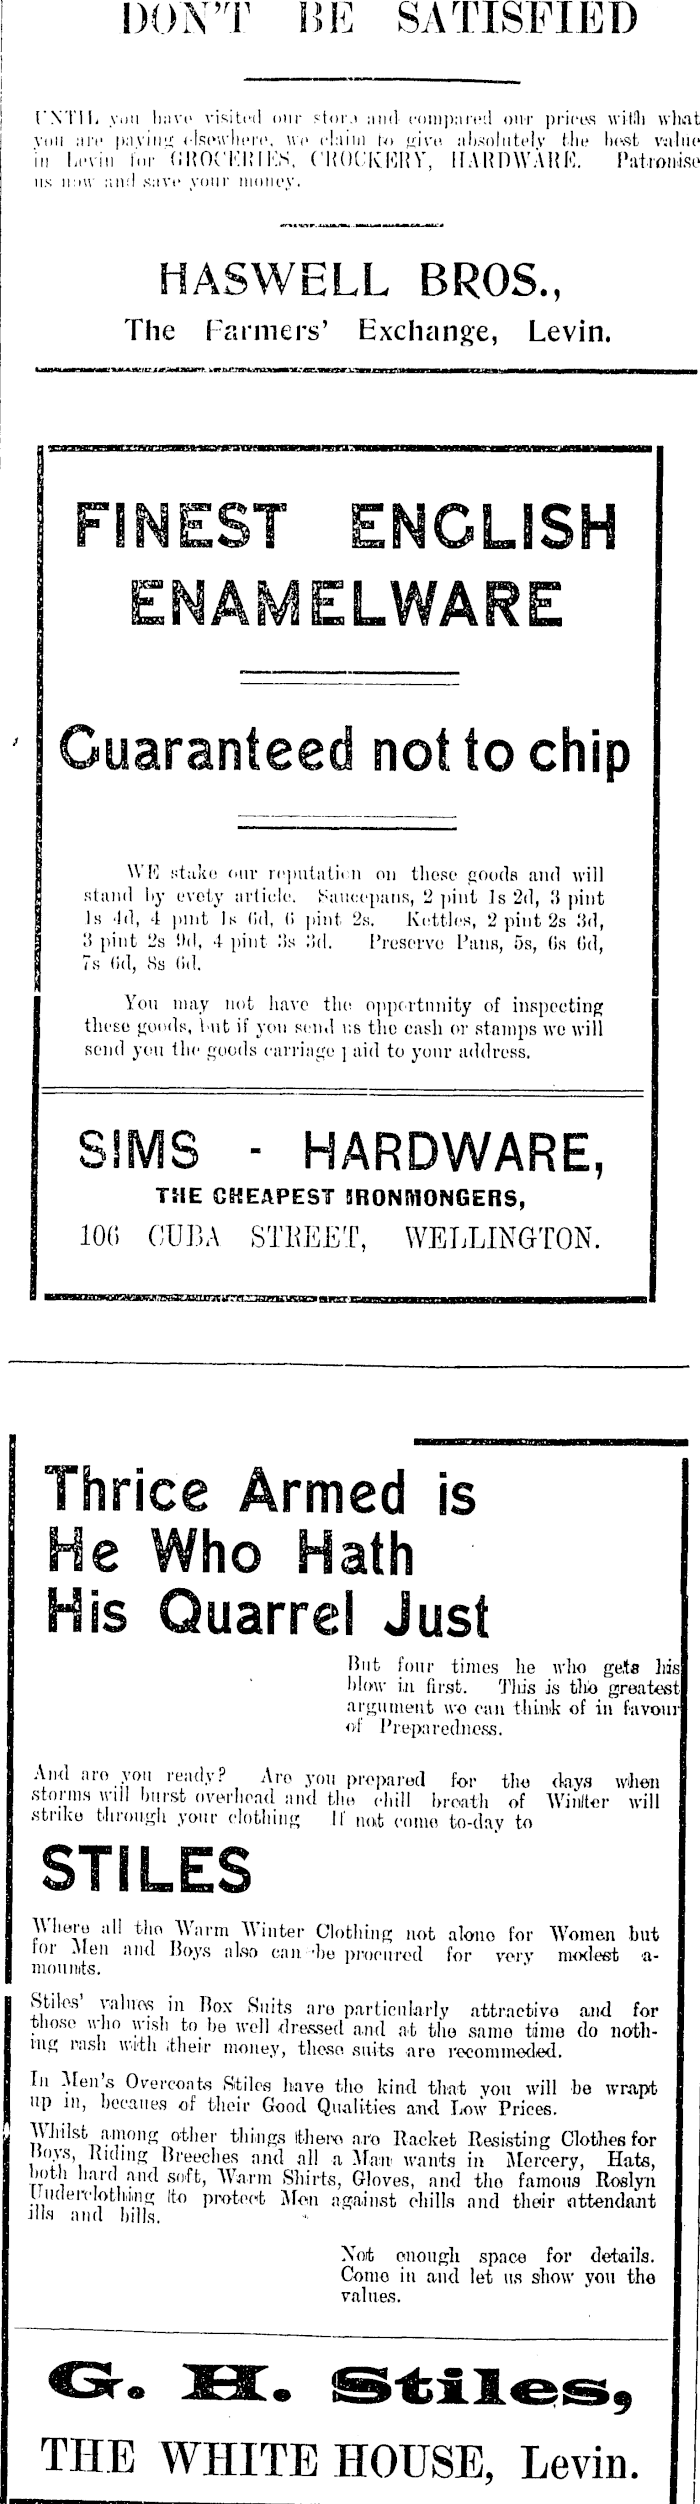 DON'T BE SATISFIED
UNTIL you have visited our store and compared our prices with what
you are paying elsewhere, we claim to give absolutely the best value
in Levin for GROCERIES, CROCKERY, HARDWARE. Patronise
us now and save your money.
HASWELL BROS.,
The Farmers' Exchange, Levin.
FINEST ENGLISH
ENAMELWARE
Guaranteed not to chip
WE stake our reputation on these goods and will
stand by evety article. Saucepans, 2 pint 1s 2d, 3 pint
1s 4d, 4 pint 1s 6d, 6 pint 2s. Kettles, 2 pint 2s 3d,
3 pint 2s 9d, 4 pint 3s 3d. Preserve Pans, 5s, 6s 6d,
7s 6d, 8s 6d.
You may not have the opportunity of inspecting
these goods, but if you send us the cash or stamps we will
send you the goods carriage paid to your address.
SIMS - HARDWARE,
THE CHEAPEST IRONMONGERS,
106 CUBA STREET, WELLINGTON.
Thrice Armed is
He Who Hath
His Quarrel Just
But four times he who gets his
blow in first. This is the greatest
argument we can think of in favour
of Preparedness.
And are you ready? Are you prepared for the days when
storms will burst overhead and the chill breath of Winter will
strike through your clothing If not come to-day to
STILES
Where all the Warm Winter Clothing not alone for Women but
for Men and Boys also can be procured for very modest a-
mounts.
Stiles' values in Box Suits are particularly attractive and for
those who wish to be well dressed and at the same time do noth-
ing rash with their money, these suits are recommeded.
In Men's Overcoats Stiles have the kind that you will be wrapt
up in, becaues of their Good Qualities and Low Prices.
Whilst among other things there are Racket Resisting Clothes for
Boys, Riding Breeches and all a Man wants in Mercery, Hats,
both hard and soft, Warm Shirts, Gloves, and the famous Roslyn
Underclothing to protect Men against chills and their attendant
ills and bills.
Not enough space for details.
Come in and let us show you the
values.
G. H. Stiles,
THE WHITE HOUSE, Levin.